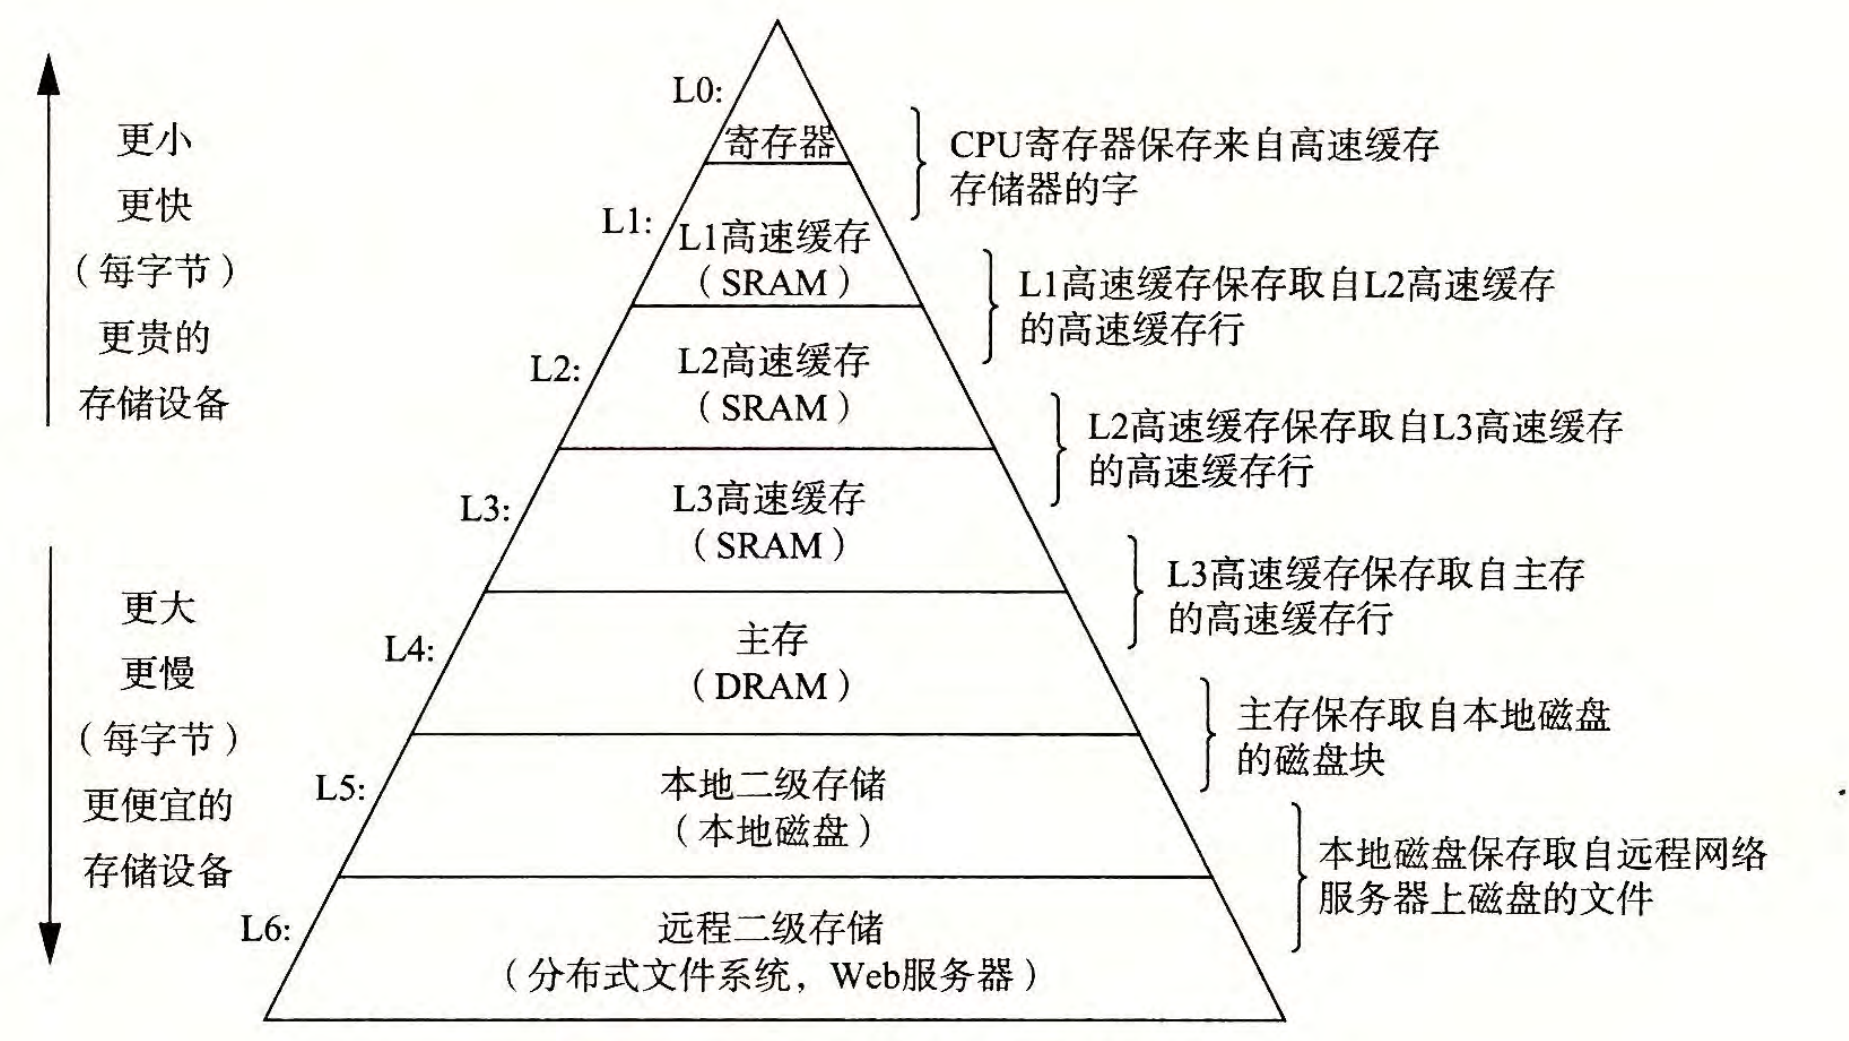 更小
更快
（每字节）
更贵的
存储设备
更大
更慢
（每字节）
更便宜的
存储设备
L0:
寄存器
CPU寄存器保存来自高速缓存
存储器的字
L1:
L1高速缓存
（SRAM）
L1高速缓存保存取自L2高速缓存
的高速缓存行
L2:
L2高速缓存
（SRAM）
L2高速缓存保存取自L3高速缓存
的高速缓存行
L3:
L3高速缓存
（SRAM）
L3高速缓存保存取自主存
的高速缓存行
L4:
主存
（DRAM）
主存保存取自本地磁盘
的磁盘块
L5:
本地二级存储
（本地磁盘）
本地磁盘保存取自远程网络
服务器上磁盘的文件
L6:
远程二级存储
（分布式文件系统，Web服务器）